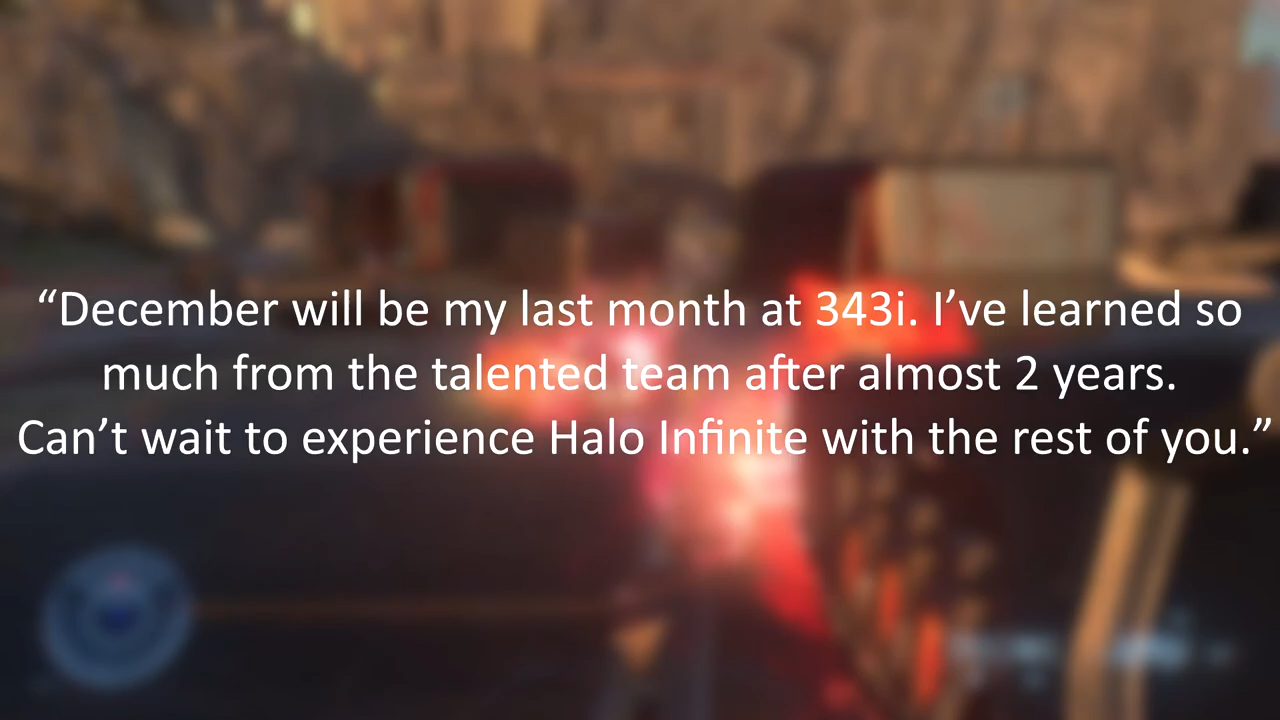 “December will be my last month at 343i. I’ve learned so
much from the talented team after almost 2 years.
Can’t wait to experience Halo Infinite with the rest of you.”